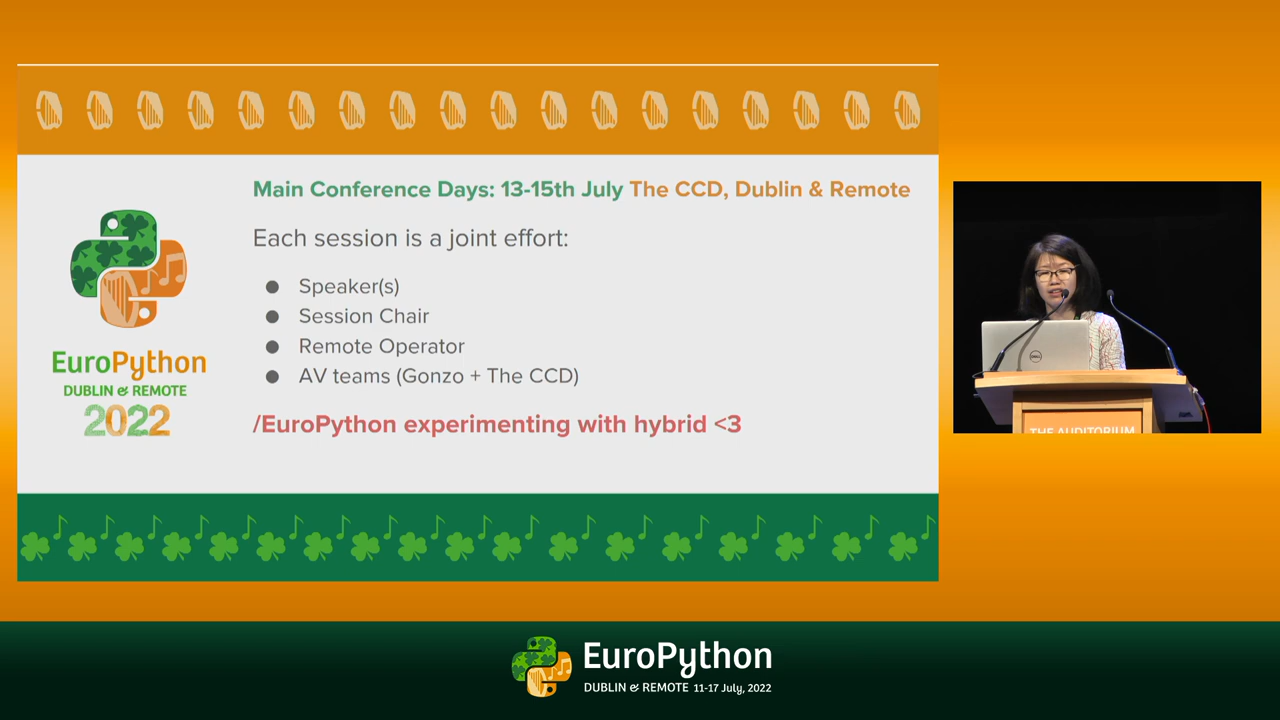 Main Conference Days: 13-15th July The CCD, Dublin & Remote
Each session is a joint effort:
● Speaker(s)
● Session Chair
● Remote Operator
● AV teams (Gonzo + The CCD)
/EuroPython experimenting with hybrid <3
EuroPython
DUBLIN & REMOTE
2022
DELL
THE AUDITORIUM
EuroPython
DUBLIN & REMOTE 11-17 July, 2022